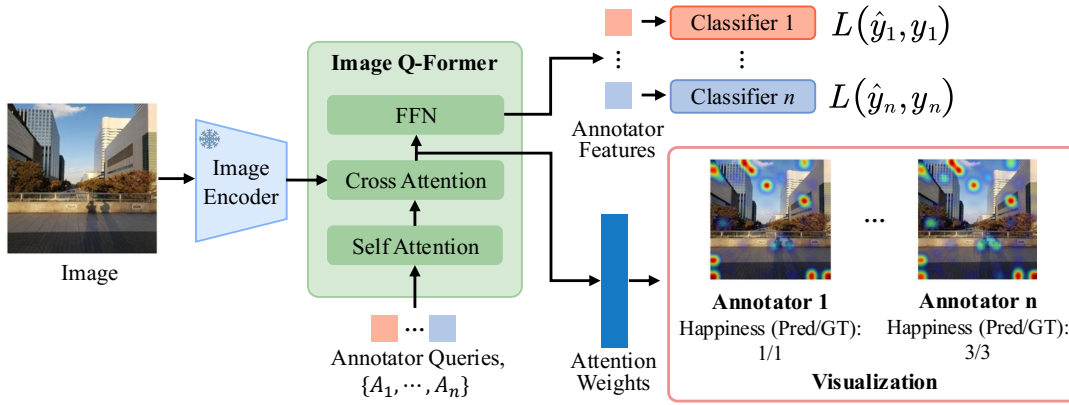 Image
Image
Encoder
Image Q-Former
FFN
Cross Attention
Self Attention
...
Annotator Queries,
{A₁, ⋯, Aₙ}
Classifier 1
L(ŷ₁, y₁)
⋮
⋮
Classifier n
L(ŷₙ, yₙ)
Annotator
Features
Attention
Weights
...
Annotator 1
Happiness (Pred/GT):
1/1
Annotator n
Happiness (Pred/GT):
3/3
Visualization